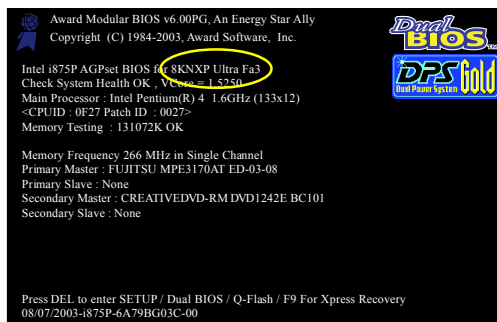 Award Modular BIOS v6.00PG, An Energy Star Ally
Copyright (C) 1984-2003, Award Software, Inc.
Dual
BIOS
Intel i875P AGPset BIOS for 8KNXP Ultra Fa3
Check System Health OK , VCore = 1.5250
DPS Gold
Dual Power System
Main Processor : Intel Pentium(R) 4 1.6GHz (133x12)
<CPUID : 0F27 Patch ID : 0027>
Memory Testing : 131072K OK
Memory Frequency 266 MHz in Single Channel
Primary Master : FUJITSU MPE3170AT ED-03-08
Primary Slave : None
Secondary Master : CREATIVEDVD-RM DVD1242E BC101
Secondary Slave : None
Press DEL to enter SETUP / Dual BIOS / Q-Flash / F9 For Xpress Recovery
08/07/2003-i875P-6A79BG03C-00